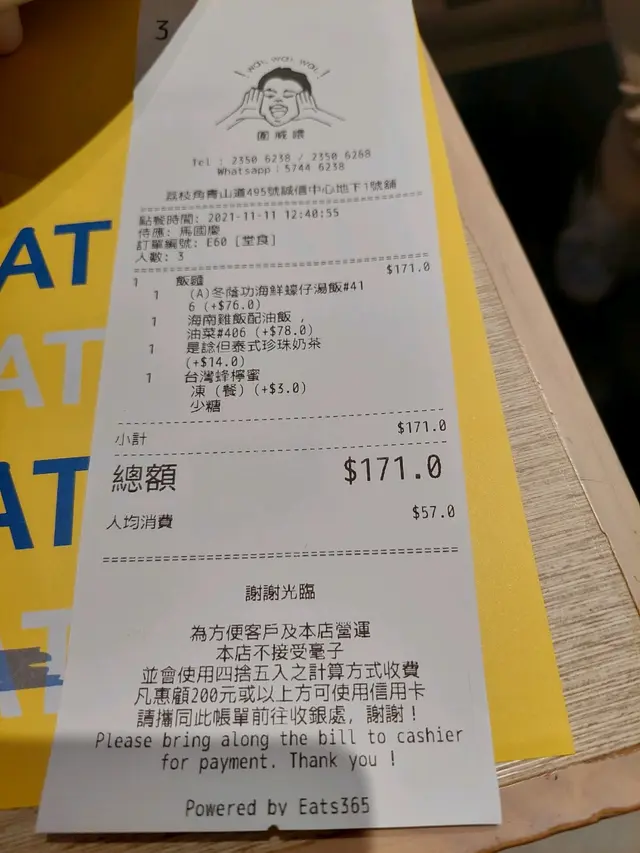 3
wai, wai, wai,
圍威喂
Tel : 2350 6238 / 2350 6268
Whatsapp : 5744 6238
荔枝角青山道495號誠信中心地下1號舖
點餐時間: 2021-11-11 12:40:55
侍應: 馬國慶
訂單編號: E60 [堂食]
人數: 3
1 飯糰 $171.0
1 (A)冬蔭功海鮮蠔仔湯飯#41
6 (+$76.0)
1 海南雞飯配油飯 ,
油菜#406 (+$78.0)
1 是諗但泰式珍珠奶茶
(+$14.0)
1 台灣蜂檸蜜
凍 (餐) (+$3.0)
少糖
小計 $171.0
總額 $171.0
人均消費 $57.0
謝謝光臨
為方便客戶及本店營運
本店不接受毫子
並會使用四捨五入之計算方式收費
凡惠顧200元或以上方可使用信用卡
請攜同此帳單前往收銀處, 謝謝!
Please bring along the bill to cashier
for payment. Thank you !
Powered by Eats365
AT
AT
AT
AT